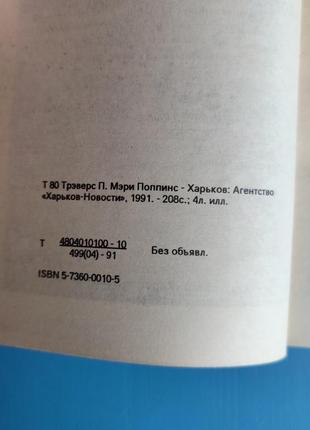 Т 80 Трэверс П. Мэри Поппинс - Харьков: Агентство
«Харьков-Новости», 1991. - 208с.; 4л. илл.
Т 4804010100 - 10 Без объявл.
499(04) - 91
ISBN 5-7360-0010-5